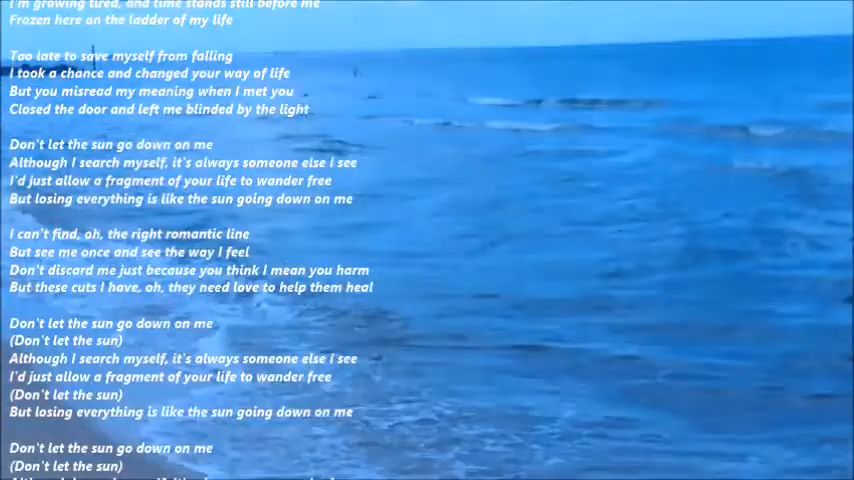 I'm growing tired, and time stands still before me
Frozen here on the ladder of my life
Too late to save myself from falling
I took a chance and changed your way of life
But you misread my meaning when I met you
Closed the door and left me blinded by the light
Don't let the sun go down on me
Although I search myself, it's always someone else I see
I'd just allow a fragment of your life to wander free
But losing everything is like the sun going down on me
I can't find, oh, the right romantic line
But see me once and see the way I feel
Don't discard me just because you think I mean you harm
But these cuts I have, oh, they need love to help them heal
Don't let the sun go down on me
(Don't let the sun)
Although I search myself, it's always someone else I see
I'd just allow a fragment of your life to wander free
(Don't let the sun)
But losing everything is like the sun going down on me
Don't let the sun go down on me
(Don't let the sun)